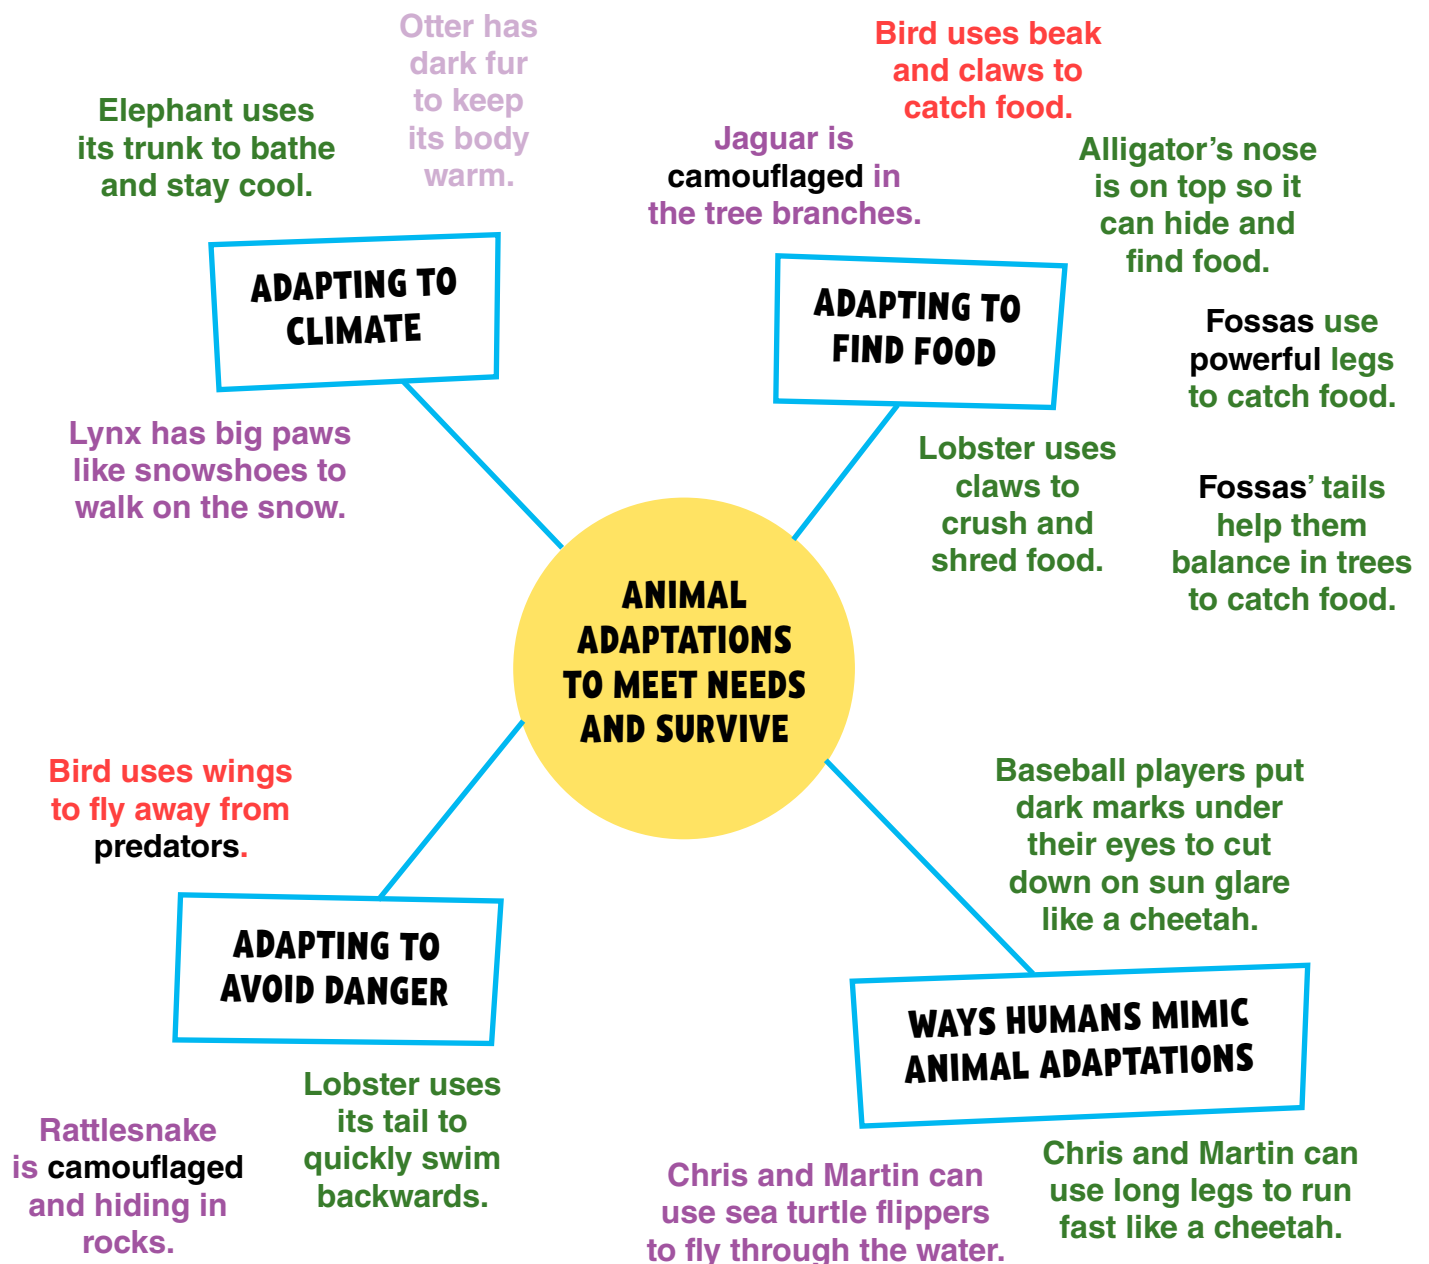 Otter has
dark fur
to keep
its body
warm.
Elephant uses
its trunk to bathe
and stay cool.
ADAPTING TO
CLIMATE
Lynx has big paws
like snowshoes to
walk on the snow.
Bird uses beak
and claws to
catch food.
Jaguar is
camouflaged in
the tree branches.
Alligator’s nose
is on top so it
can hide and
find food.
ADAPTING TO
FIND FOOD
Fossas use
powerful legs
to catch food.
Lobster uses
claws to
crush and
shred food.
Fossas’ tails
help them
balance in trees
to catch food.
ANIMAL
ADAPTATIONS
TO MEET NEEDS
AND SURVIVE
Bird uses wings
to fly away from
predators.
ADAPTING TO
AVOID DANGER
Rattlesnake
is camouflaged
and hiding in
rocks.
Lobster uses
its tail to
quickly swim
backwards.
Baseball players put
dark marks under
their eyes to cut
down on sun glare
like a cheetah.
WAYS HUMANS MIMIC
ANIMAL ADAPTATIONS
Chris and Martin can
use sea turtle flippers
to fly through the water.
Chris and Martin can
use long legs to run
fast like a cheetah.